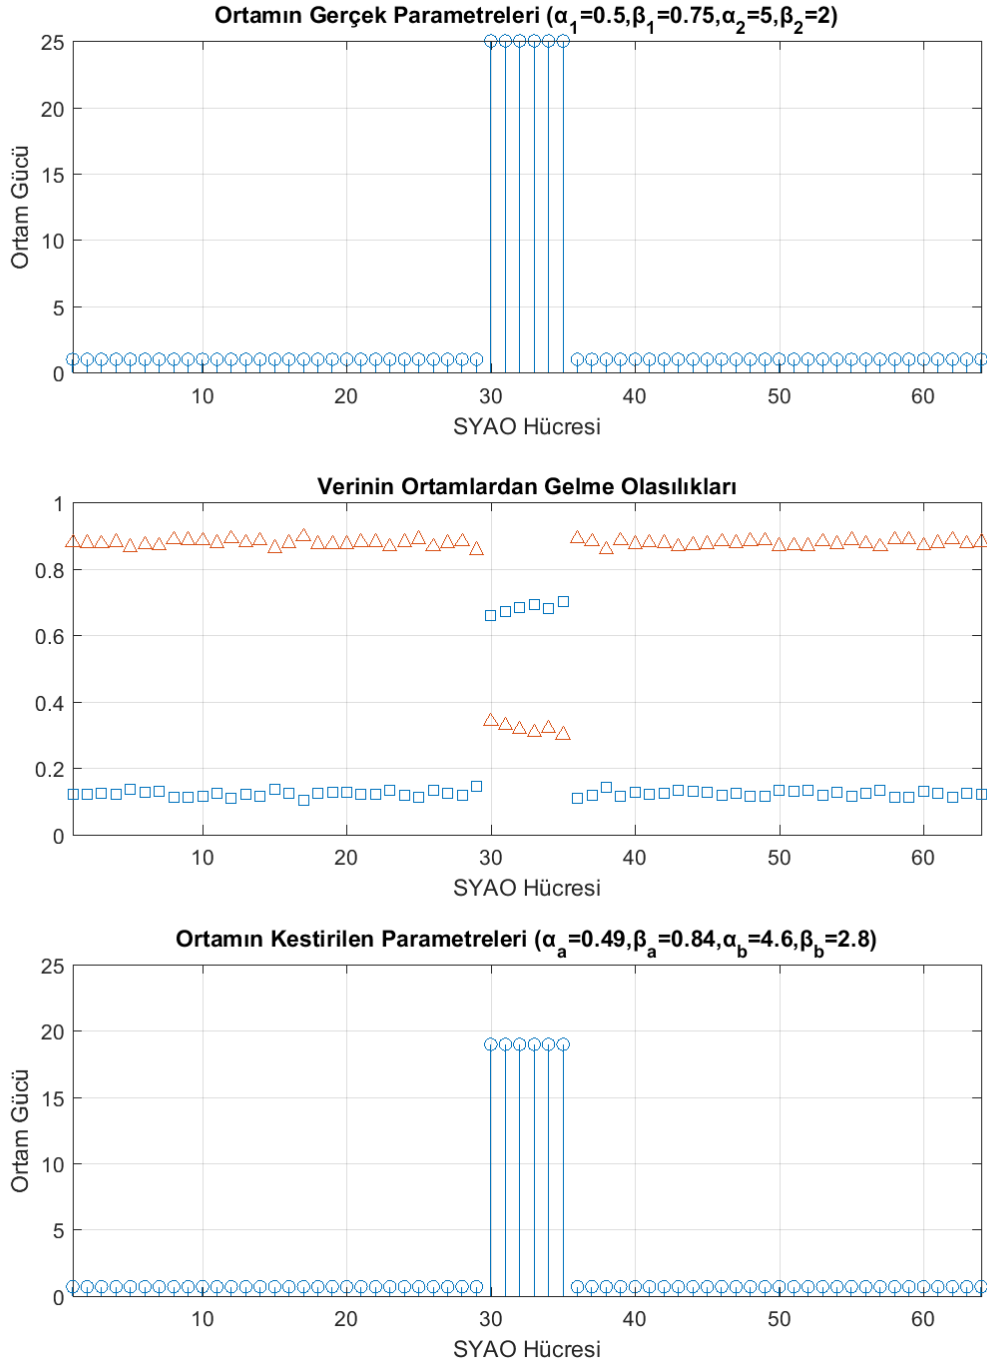 Ortamın Gerçek Parametreleri (α₁=0.5,β₁=0.75,α₂=5,β₂=2)
25
20
15
10
5
0
Ortam Gücü
10 20 30 40 50 60
SYAO Hücresi
Verinin Ortamlardan Gelme Olasılıkları
1
0.8
0.6
0.4
0.2
0
10 20 30 40 50 60
SYAO Hücresi
Ortamın Kestirilen Parametreleri (αₐ=0.49,βₐ=0.84,α_b=4.6,β_b=2.8)
25
20
15
10
5
0
Ortam Gücü
10 20 30 40 50 60
SYAO Hücresi